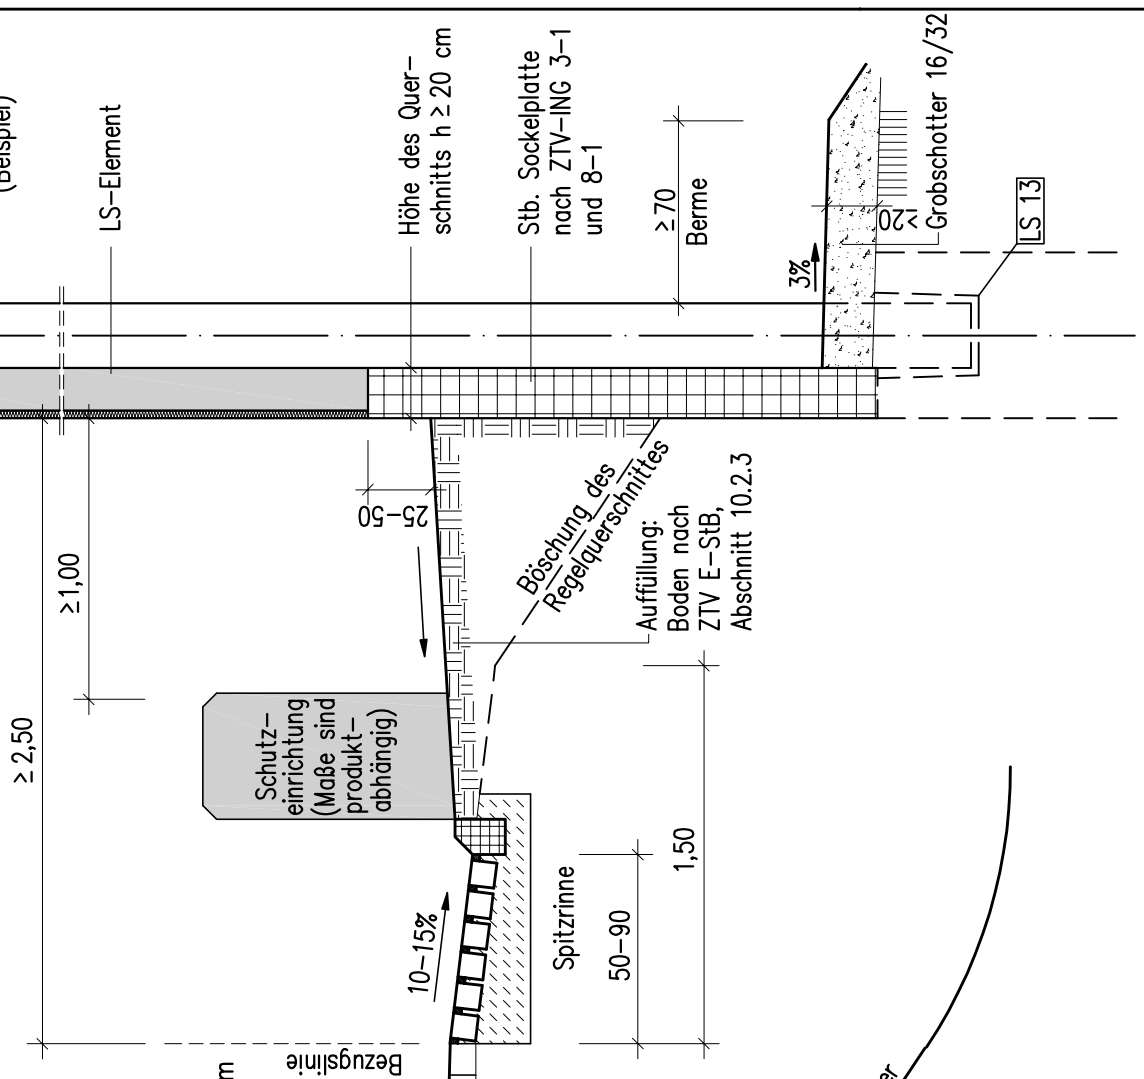 (Beispiel)
LS-Element
Höhe des Quer-
schnitts h ≥ 20 cm
Stb. Sockelplatte
nach ZTV-ING 3-1
und 8-1
≥70
Berme
3%
≥20
Grobschotter 16/32
LS 13
25-50
≥1,00
≥ 2,50
Böschung des
Regelquerschnittes
Auffüllung:
Boden nach
ZTV E-StB,
Abschnitt 10.2.3
Schutz-
einrichtung
(Maße sind
produkt-
abhängig)
10-15%
Spitzrinne
50-90
1,50
Bezugslinie
m
er